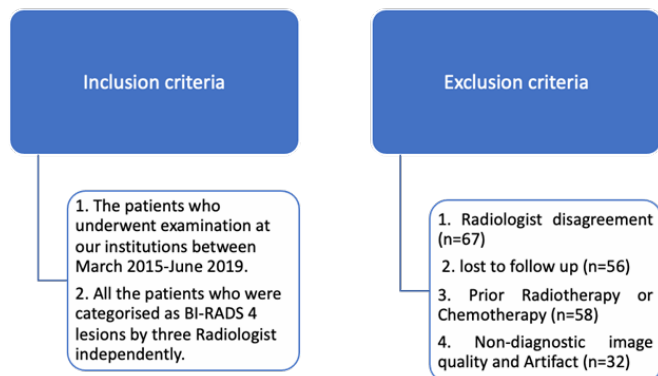 Inclusion criteria
1. The patients who
underwent examination at
our institutions between
March 2015-June 2019.
2. All the patients who were
categorised as BI-RADS 4
lesions by three Radiologist
independently.
Exclusion criteria
1. Radiologist disagreement
(n=67)
2. lost to follow up (n=56)
3. Prior Radiotherapy or
Chemotherapy (n=58)
4. Non-diagnostic image
quality and Artifact (n=32)